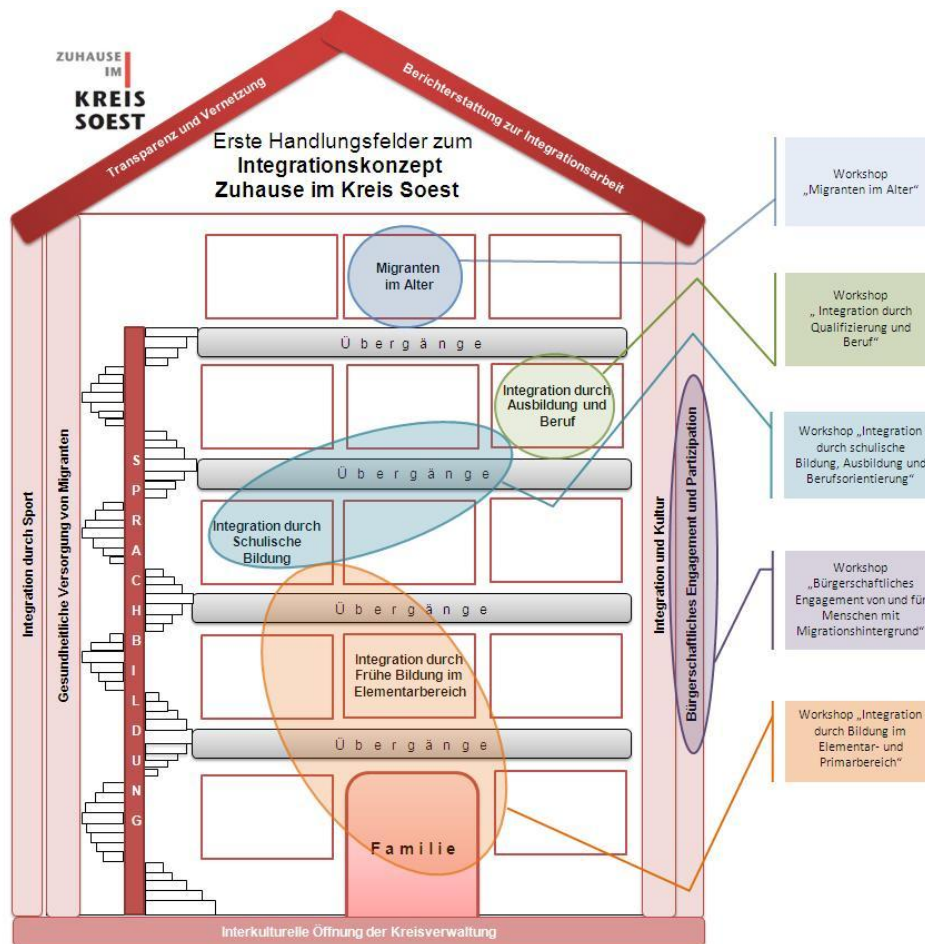 ZUHAUSE
IM
KREIS
SOEST
Transparenz und Vernetzung
Berichterstattung zur Integrationsarbeit
Erste Handlungsfelder zum
Integrationskonzept
Zuhause im Kreis Soest
Migranten
im Alter
Übergänge
Integration durch
Ausbildung und
Beruf
Übergänge
Integration durch
Schulische
Bildung
Übergänge
Integration durch
Frühe Bildung im
Elementarbereich
Übergänge
Familie
Integration durch Sport
Gesundheitliche Versorgung von Migranten
SPRACHBILDUNG
Integration und Kultur
Bürgerschaftliches Engagement und Partizipation
Interkulturelle Öffnung der Kreisverwaltung
Workshop
„Migranten im Alter“
Workshop
„ Integration durch
Qualifizierung und
Beruf“
Workshop „Integration
durch schulische
Bildung, Ausbildung und
Berufsorientierung“
Workshop
„Bürgerschaftliches
Engagement von und für
Menschen mit
Migrationshintergrund“
Workshop „Integration
durch Bildung im
Elementar- und
Primarbereich“